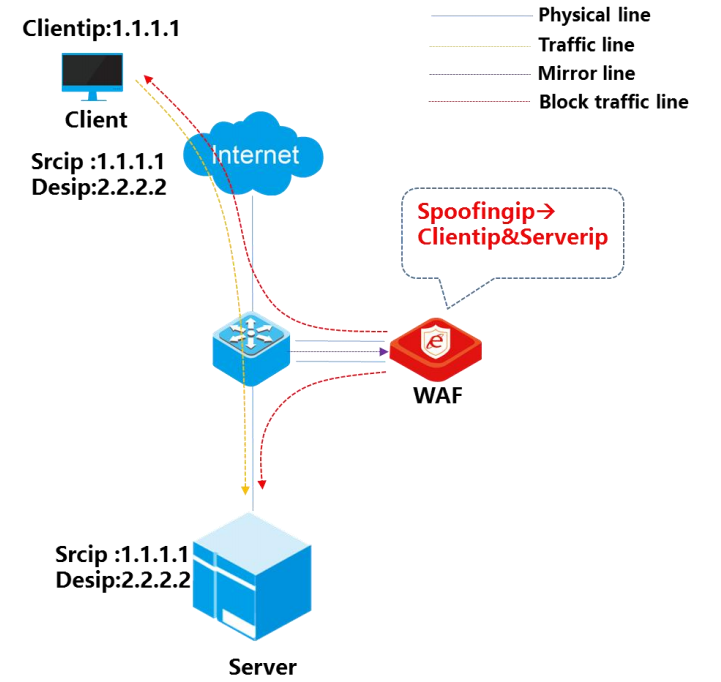 Clientip:1.1.1.1
Physical line
Traffic line
Mirror line
Block traffic line
Client
Internet
Srcip :1.1.1.1
Desip:2.2.2.2
Spoofingip→
Clientip&Serverip
WAF
Srcip :1.1.1.1
Desip:2.2.2.2
Server